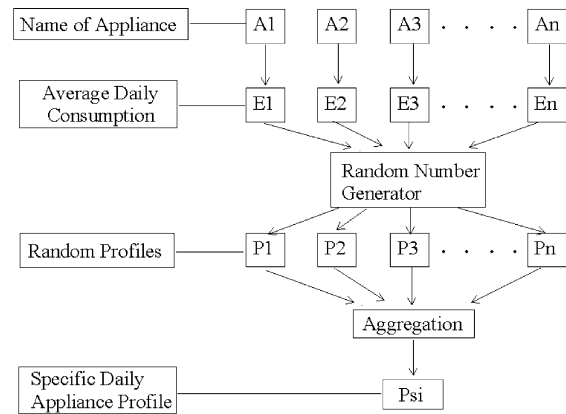 Name of Appliance A1 A2 A3 . . . . An
Average Daily
Consumption
E1 E2 E3 . . . . En
Random Number
Generator
Random Profiles P1 P2 P3 . . . . Pn
Aggregation
Specific Daily
Appliance Profile
Psi